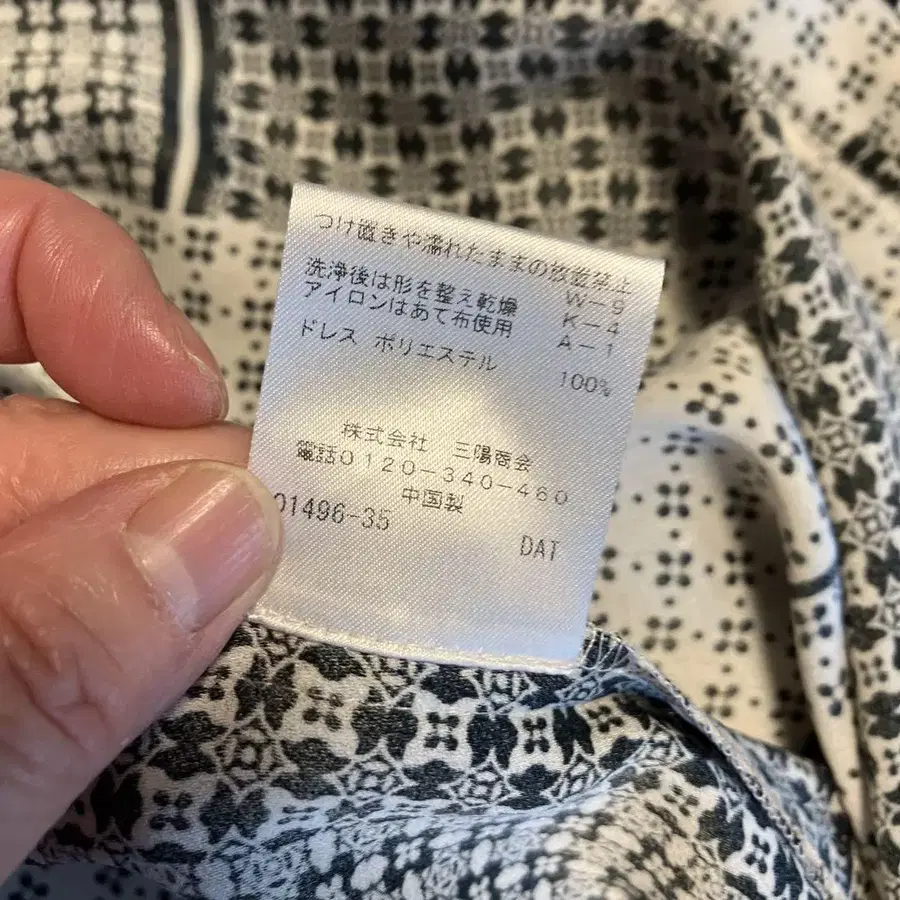 つけ置きや濡れたままの放置禁止
洗浄後は形を整え乾燥 W-9
アイロンはあて布使用 K-4
A-1
ドレス ポリエステル 100%
株式会社 三陽商会
電話0120-340-460
中国製
01496-35
DAT